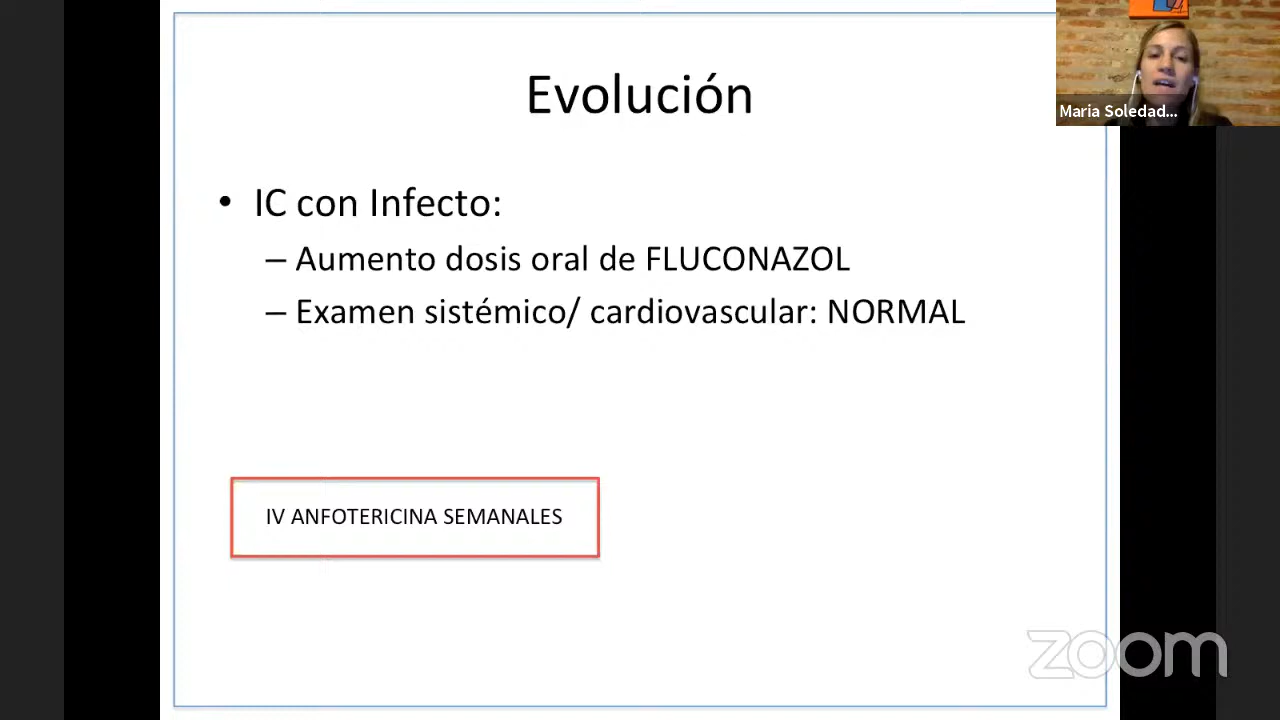 Evolución
Maria Soledad...
• IC con Infecto:
– Aumento dosis oral de FLUCONAZOL
– Examen sistémico/ cardiovascular: NORMAL
IV ANFOTERICINA SEMANALES
zoom